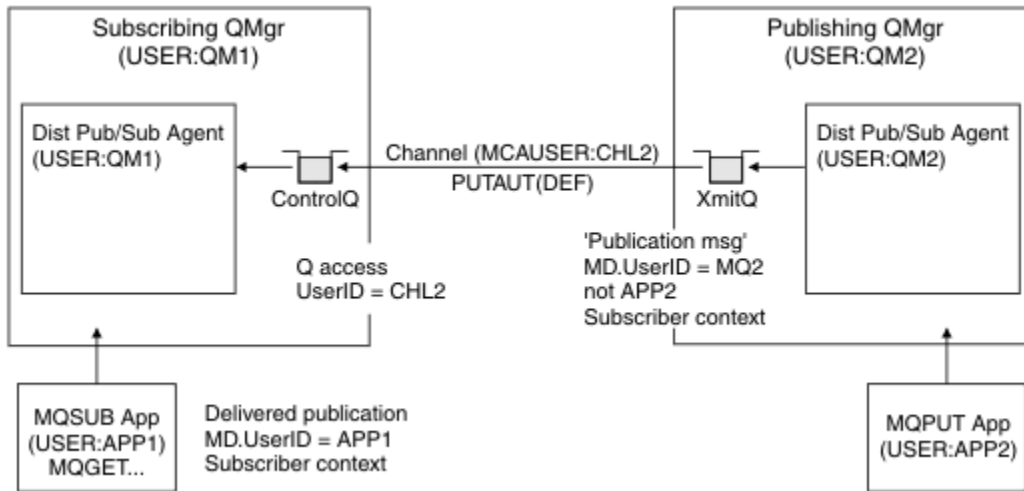 Subscribing QMgr
(USER:QM1)
Publishing QMgr
(USER:QM2)
Dist Pub/Sub Agent
(USER:QM1)
ControlQ
Channel (MCAUSER:CHL2)
PUTAUT(DEF)
XmitQ
Dist Pub/Sub Agent
(USER:QM2)
Q access
UserID = CHL2
'Publication msg'
MD.UserID = MQ2
not APP2
Subscriber context
MQSUB App
(USER:APP1)
MQGET...
Delivered publication
MD.UserID = APP1
Subscriber context
MQPUT App
(USER:APP2)